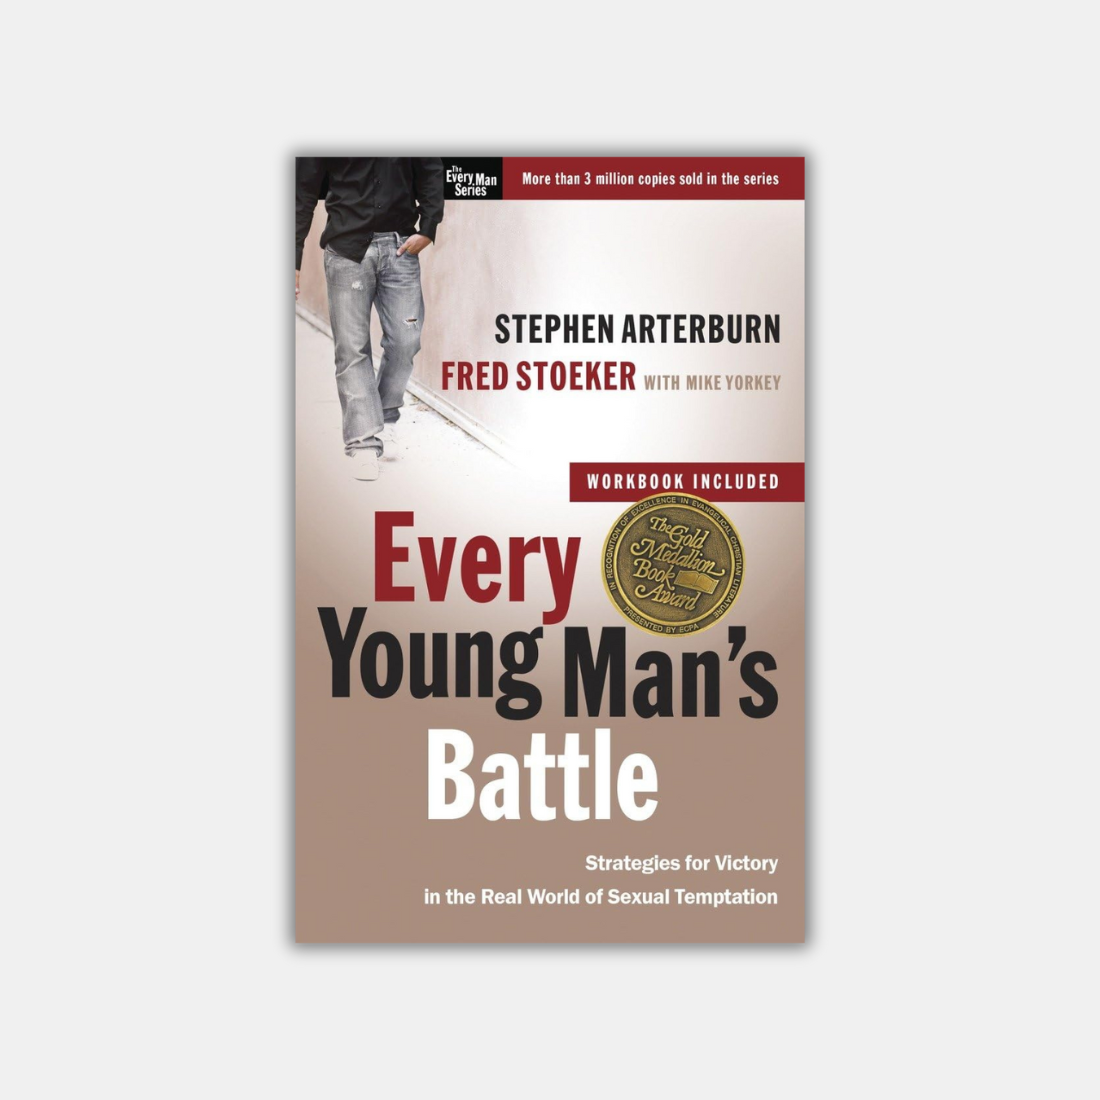 The
Every Man
Series
More than 3 million copies sold in the series
STEPHEN ARTERBURN
FRED STOEKER WITH MIKE YORKEY
WORKBOOK INCLUDED
IN RECOGNITION OF EXCELLENCE IN EVANGELICAL CHRISTIAN LITERATURE
The Gold
Medallion
Book
Award
PRESENTED BY ECPA
Every
Young Man's
Battle
Strategies for Victory
in the Real World of Sexual Temptation